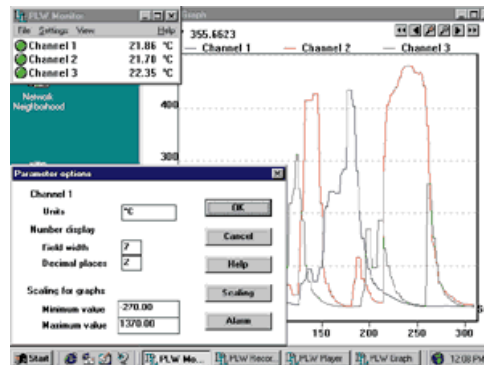 PLW Monitor
File Settings View Help
Channel 1 21.86 °C
Channel 2 21.70 °C
Channel 3 22.35 °C
Network
Neighborhood
Graph
355.6623
Channel 1 Channel 2 Channel 3
400
300
150 200 250 300
Parameter options
Channel 1
Units °C
Number display
Field width 7
Decimal places 2
Scaling for graphs
Minimum value -270.00
Maximum value 1370.00
OK
Cancel
Help
Scaling
Alarm
Start PLW Mo... PLW Recor... PLW Player PLW Graph 12:08 PM